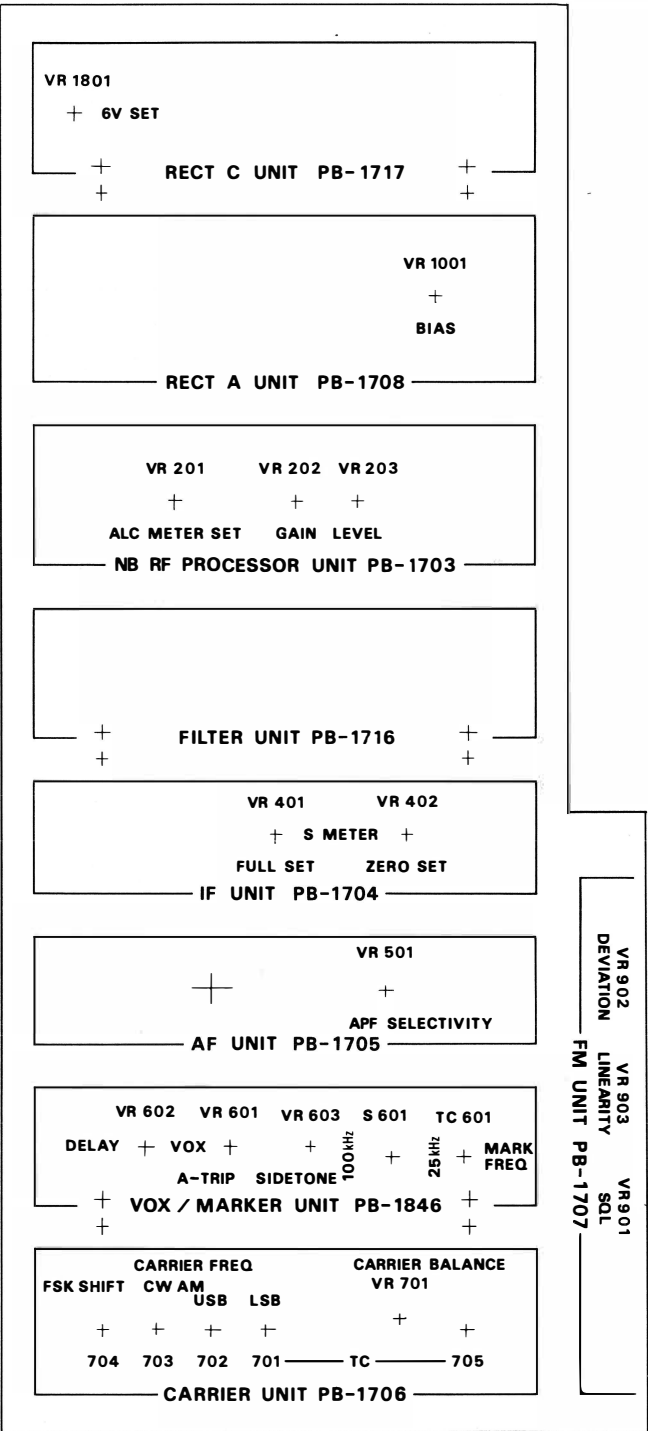 VR 1801
6V SET
RECT C UNIT PB-1717
VR 1001
BIAS
RECT A UNIT PB-1708
VR 201 VR 202 VR 203
ALC METER SET GAIN LEVEL
NB RF PROCESSOR UNIT PB-1703
FILTER UNIT PB-1716
VR 401 VR 402
S METER
FULL SET ZERO SET
IF UNIT PB-1704
VR 501
APF SELECTIVITY
AF UNIT PB-1705
VR 602 VR 601 VR 603 S 601 TC 601
DELAY VOX 100kHz 25kHz MARK
FREQ
A-TRIP SIDETONE
VOX / MARKER UNIT PB-1846
CARRIER FREQ CARRIER BALANCE
FSK SHIFT CW AM VR 701
USB LSB
704 703 702 701 TC 705
CARRIER UNIT PB-1706
VR 902 VR 903 VR 901
DEVIATION LINEARITY SQL
FM UNIT PB-1707